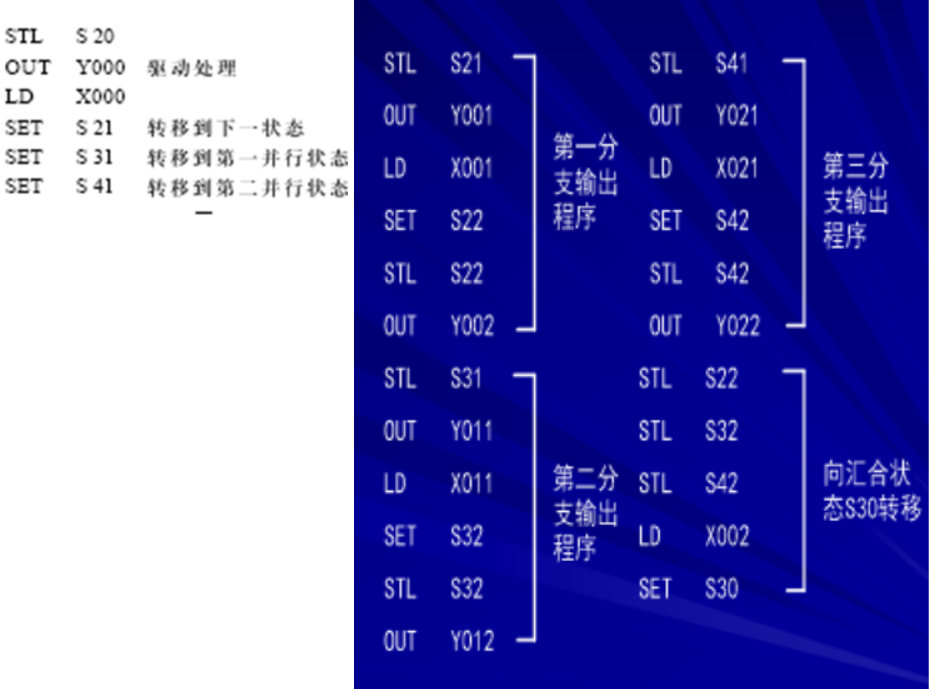 STL S 20
OUT Y000 驱动处理
LD X000
SET S 21 转移到下一状态
SET S 31 转移到第一并行状态
SET S 41 转移到第二并行状态
STL S21
OUT Y001
LD X001
SET S22
STL S22
OUT Y002
第一分
支输出
程序
STL S31
OUT Y011
LD X011
SET S32
STL S32
OUT Y012
第二分
支输出
程序
STL S41
OUT Y021
LD X021
SET S42
STL S42
OUT Y022
第三分
支输出
程序
STL S22
STL S32
STL S42
LD X002
SET S30
向汇合状
态S30转移